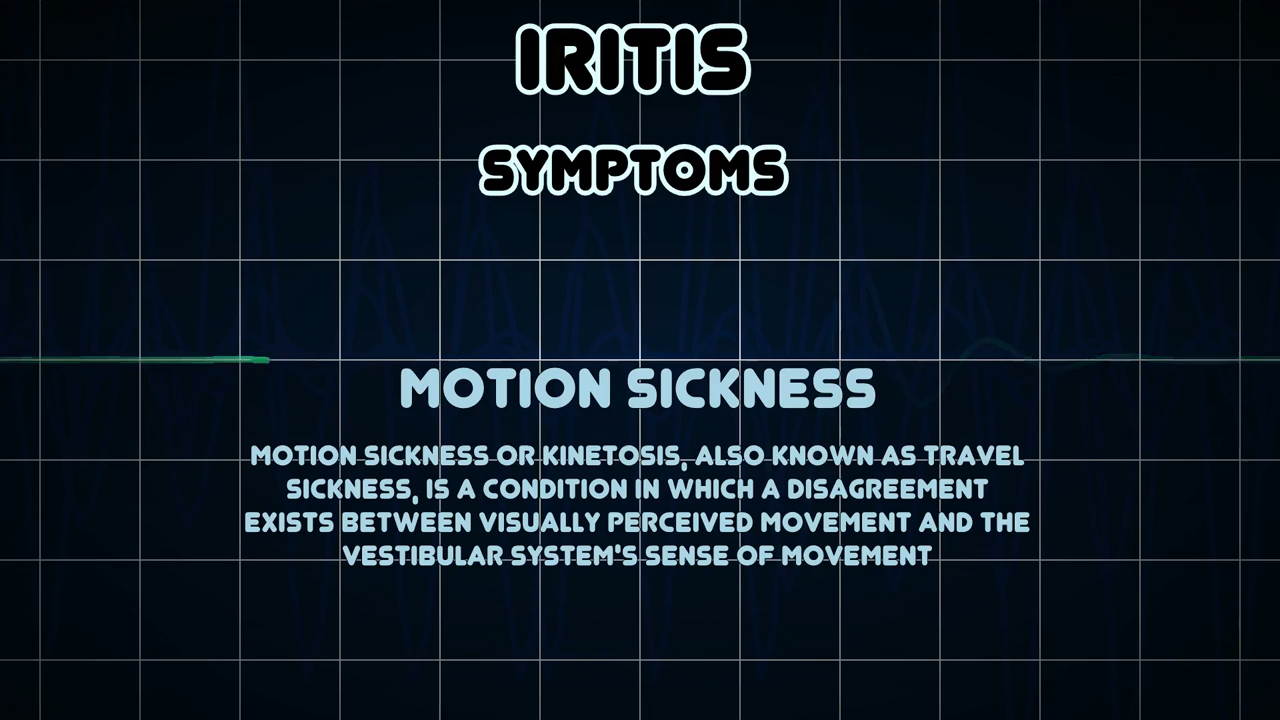 IRITIS
SYMPTOMS
MOTION SICKNESS
MOTION SICKNESS OR KINETOSIS, ALSO KNOWN AS TRAVEL
SICKNESS, IS A CONDITION IN WHICH A DISAGREEMENT
EXISTS BETWEEN VISUALLY PERCEIVED MOVEMENT AND THE
VESTIBULAR SYSTEM'S SENSE OF MOVEMENT